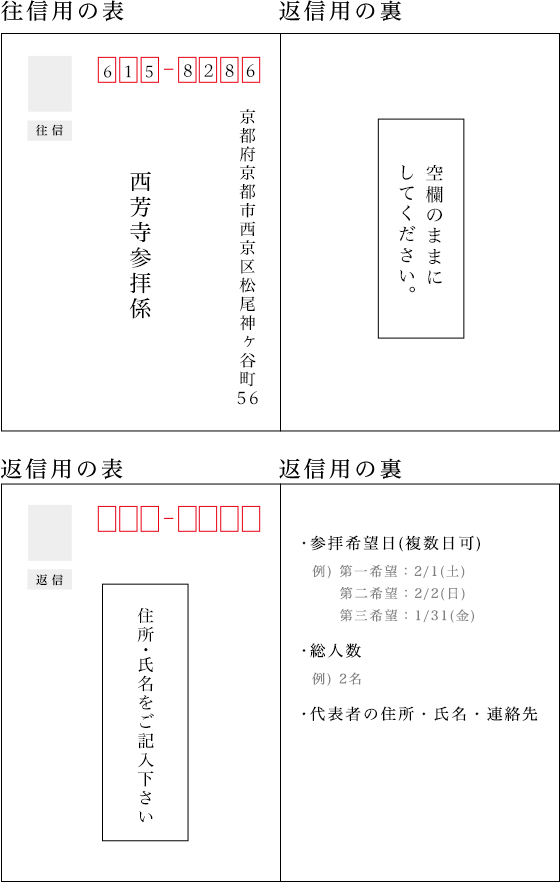 往信用の表
返信用の裏
往信
615-8286
京都府京都市西京区松尾神ヶ谷町56
西芳寺参拝係
空欄のままに
してください。
返信用の表
返信用の裏
返信
住所・氏名をご記入下さい
・参拝希望日(複数日可)
例) 第一希望：2/1(土)
第二希望：2/2(日)
第三希望：1/31(金)
・総人数
例) 2名
・代表者の住所・氏名・連絡先